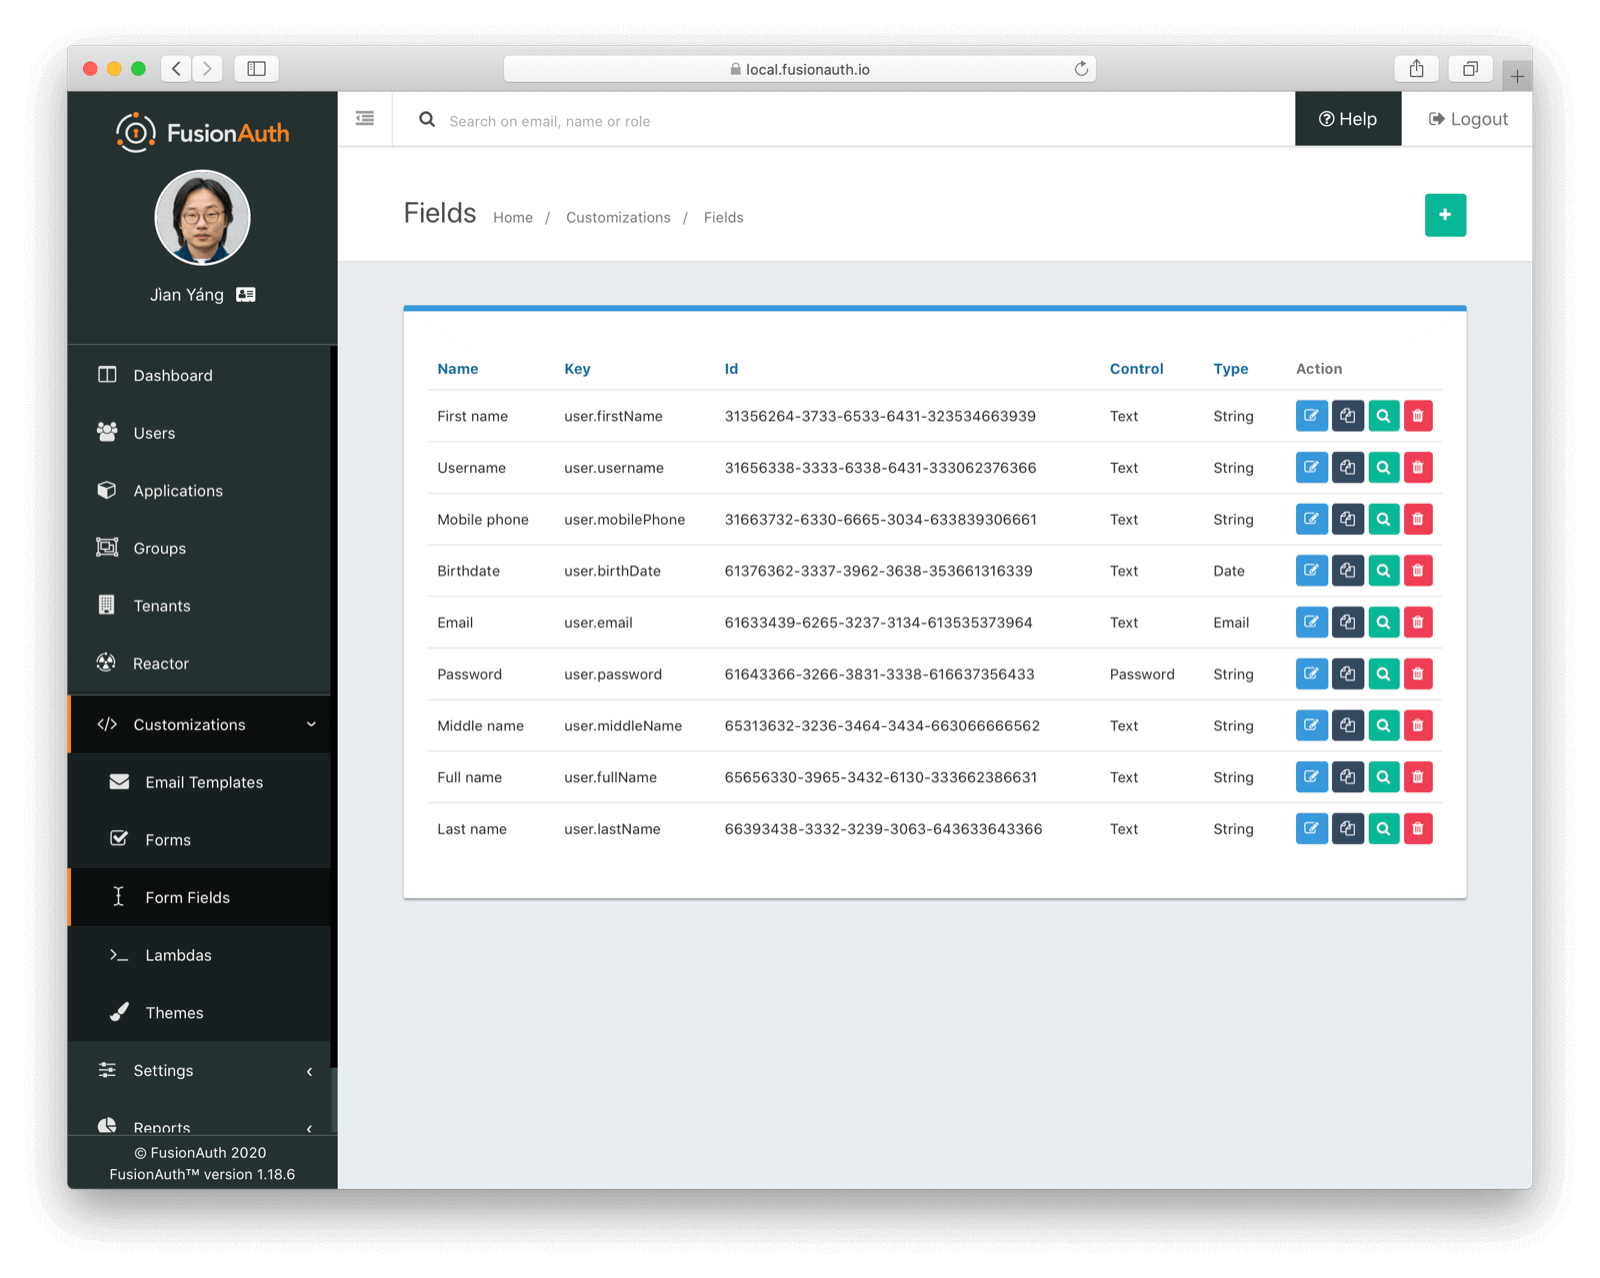 local.fusionauth.io
FusionAuth
Search on email, name or role
Help
Logout
Jìan Yáng
Fields Home / Customizations / Fields
Dashboard
Users
Applications
Groups
Tenants
Reactor
Customizations
Email Templates
Forms
Form Fields
Lambdas
Themes
Settings
Reports
© FusionAuth 2020
FusionAuth™ version 1.18.6
Name Key Id Control Type Action
First name user.firstName 31356264-3733-6533-6431-323534663939 Text String
Username user.username 31656338-3333-6338-6431-333062376366 Text String
Mobile phone user.mobilePhone 31663732-6330-6665-3034-633839306661 Text String
Birthdate user.birthDate 61376362-3337-3962-3638-353661316339 Text Date
Email user.email 61633439-6265-3237-3134-613535373964 Text Email
Password user.password 61643366-3266-3831-3338-616637356433 Password String
Middle name user.middleName 65313632-3236-3464-3434-663066666562 Text String
Full name user.fullName 65656330-3965-3432-6130-333662386631 Text String
Last name user.lastName 66393438-3332-3239-3063-643633643366 Text String